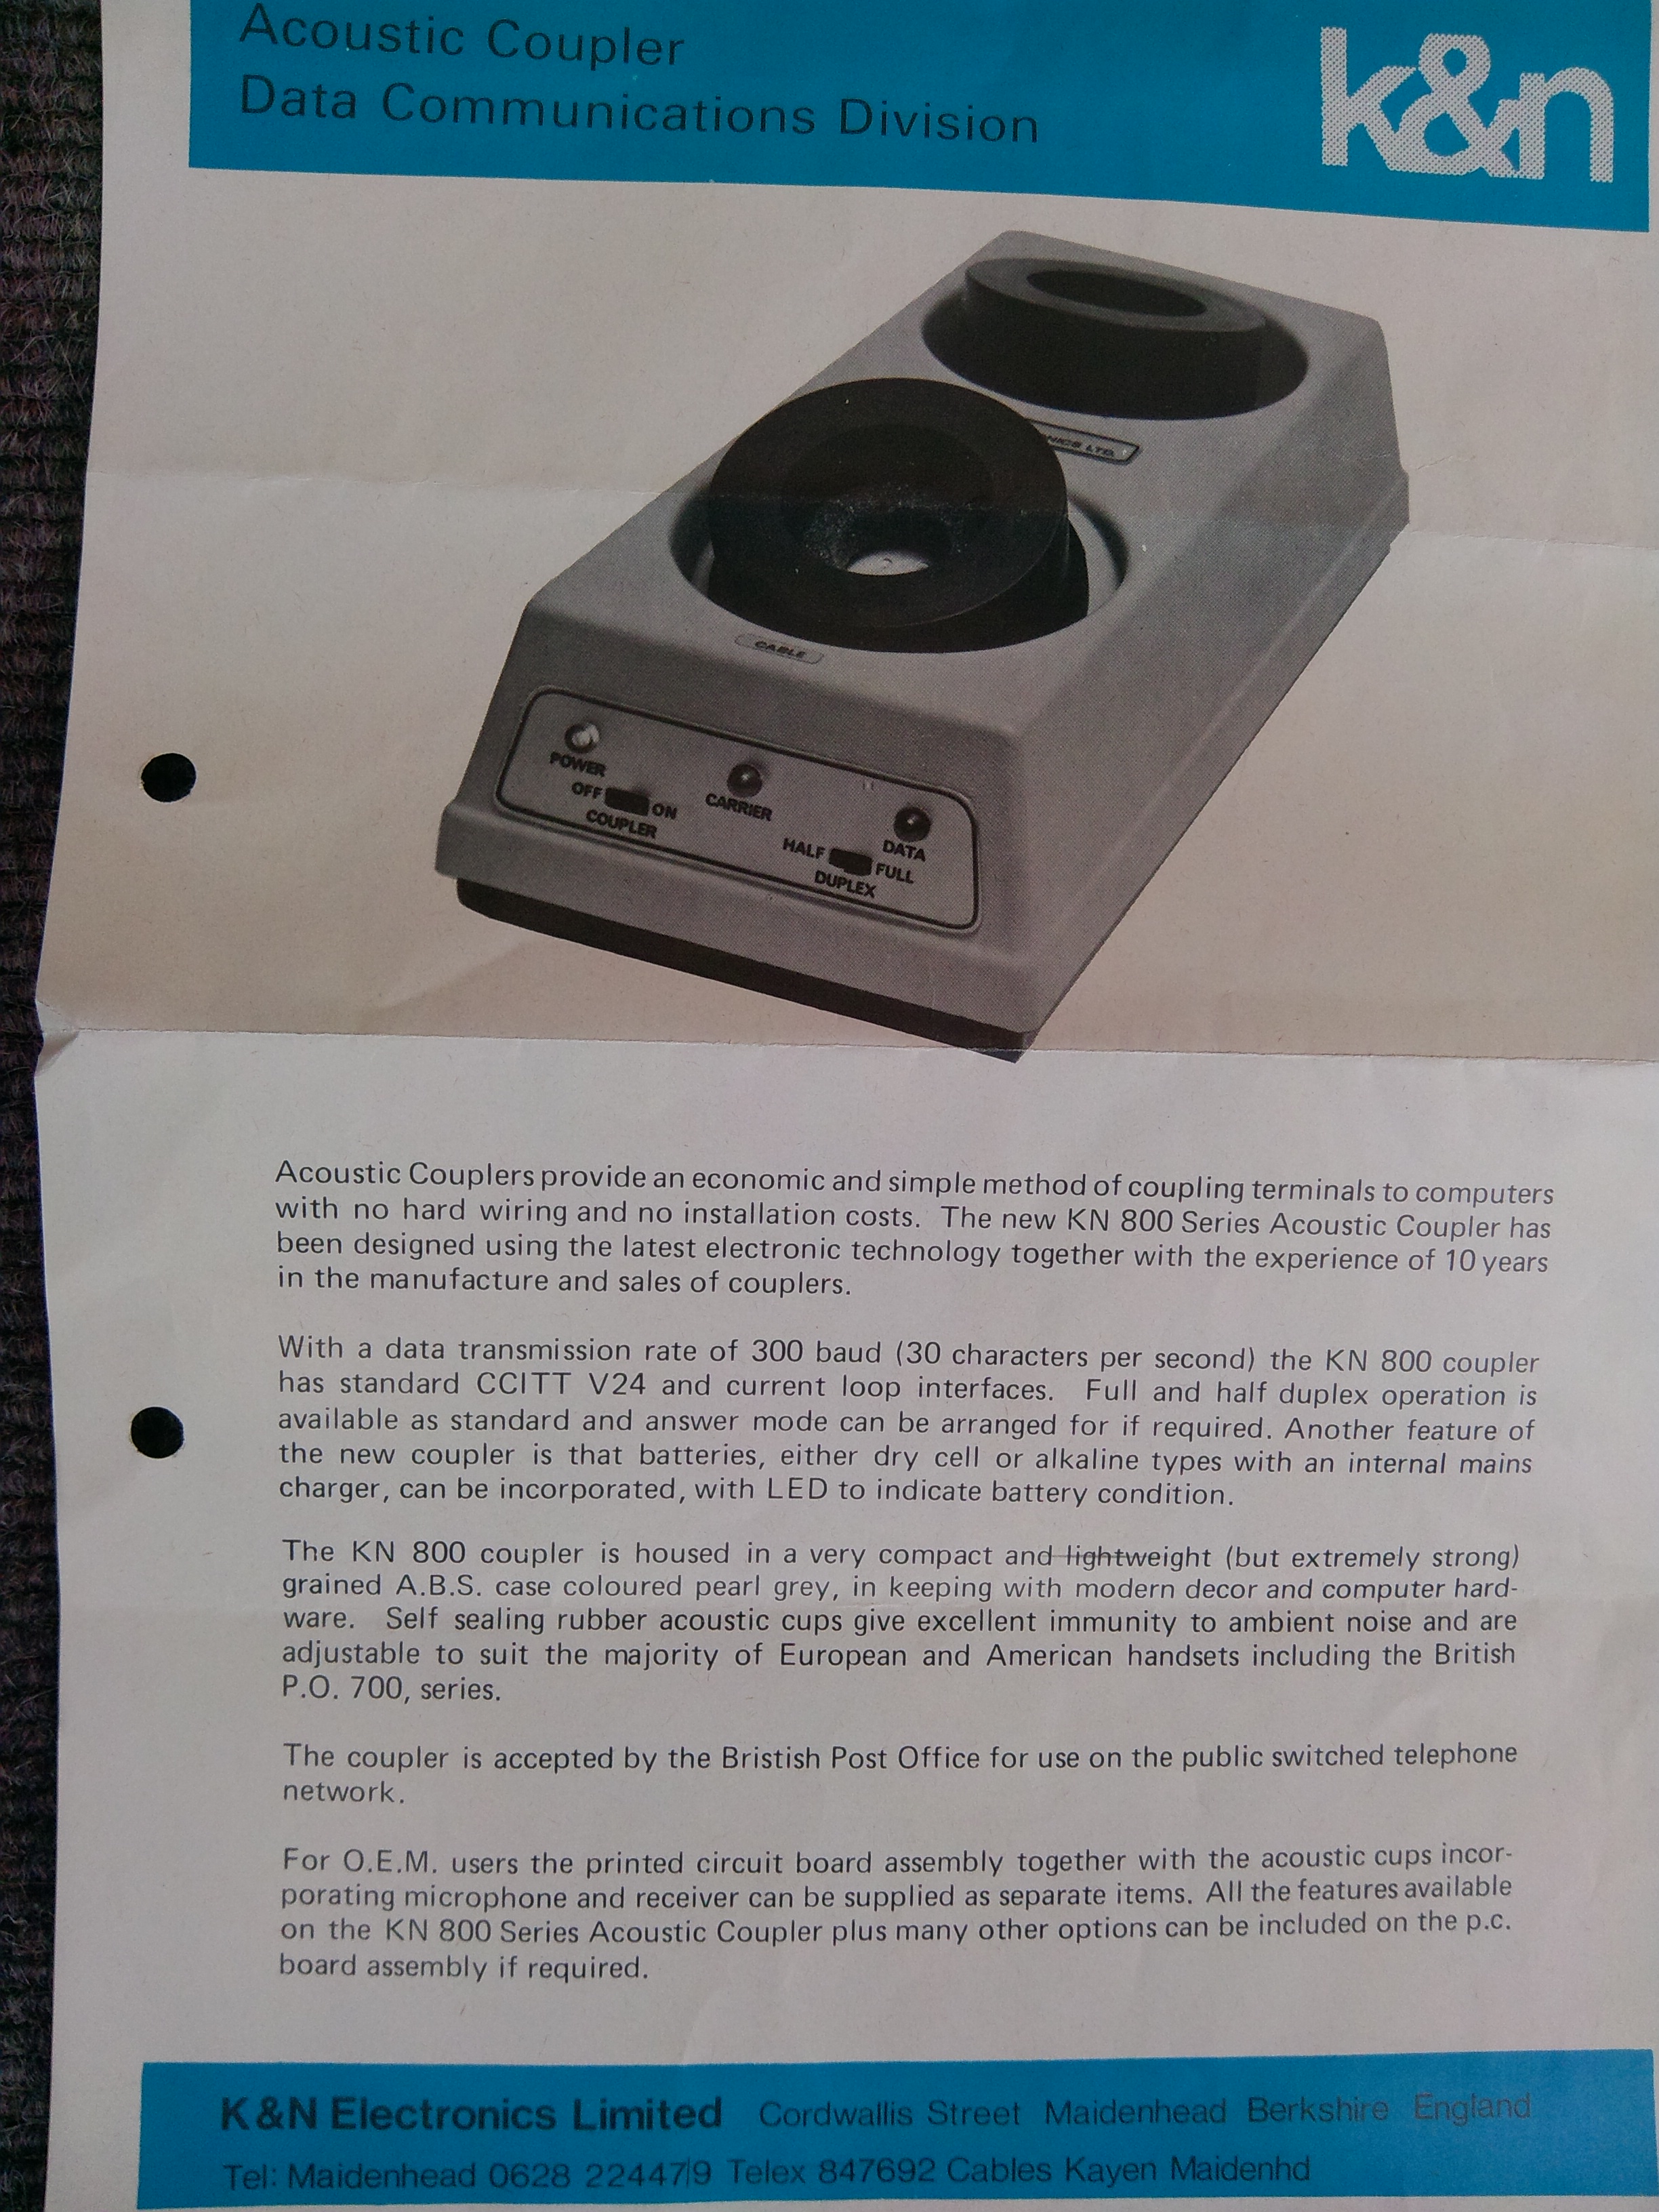 Acoustic Coupler
Data Communications Division
k&n
NICS LTD.
CABLE
POWER
OFF ON
COUPLER
CARRIER
DATA
HALF FULL
DUPLEX
Acoustic Couplers provide an economic and simple method of coupling terminals to computers
with no hard wiring and no installation costs. The new KN 800 Series Acoustic Coupler has
been designed using the latest electronic technology together with the experience of 10 years
in the manufacture and sales of couplers.
With a data transmission rate of 300 baud (30 characters per second) the KN 800 coupler
has standard CCITT V24 and current loop interfaces. Full and half duplex operation is
available as standard and answer mode can be arranged for if required. Another feature of
the new coupler is that batteries, either dry cell or alkaline types with an internal mains
charger, can be incorporated, with LED to indicate battery condition.
The KN 800 coupler is housed in a very compact and lightweight (but extremely strong)
grained A.B.S. case coloured pearl grey, in keeping with modern decor and computer hard-
ware. Self sealing rubber acoustic cups give excellent immunity to ambient noise and are
adjustable to suit the majority of European and American handsets including the British
P.O. 700, series.
The coupler is accepted by the Bristish Post Office for use on the public switched telephone
network.
For O.E.M. users the printed circuit board assembly together with the acoustic cups incor-
porating microphone and receiver can be supplied as separate items. All the features available
on the KN 800 Series Acoustic Coupler plus many other options can be included on the p.c.
board assembly if required.
K&N Electronics Limited Cordwallis Street Maidenhead Berkshire England
Tel: Maidenhead 0628 22447/9 Telex 847692 Cables Kayen Maidenhd